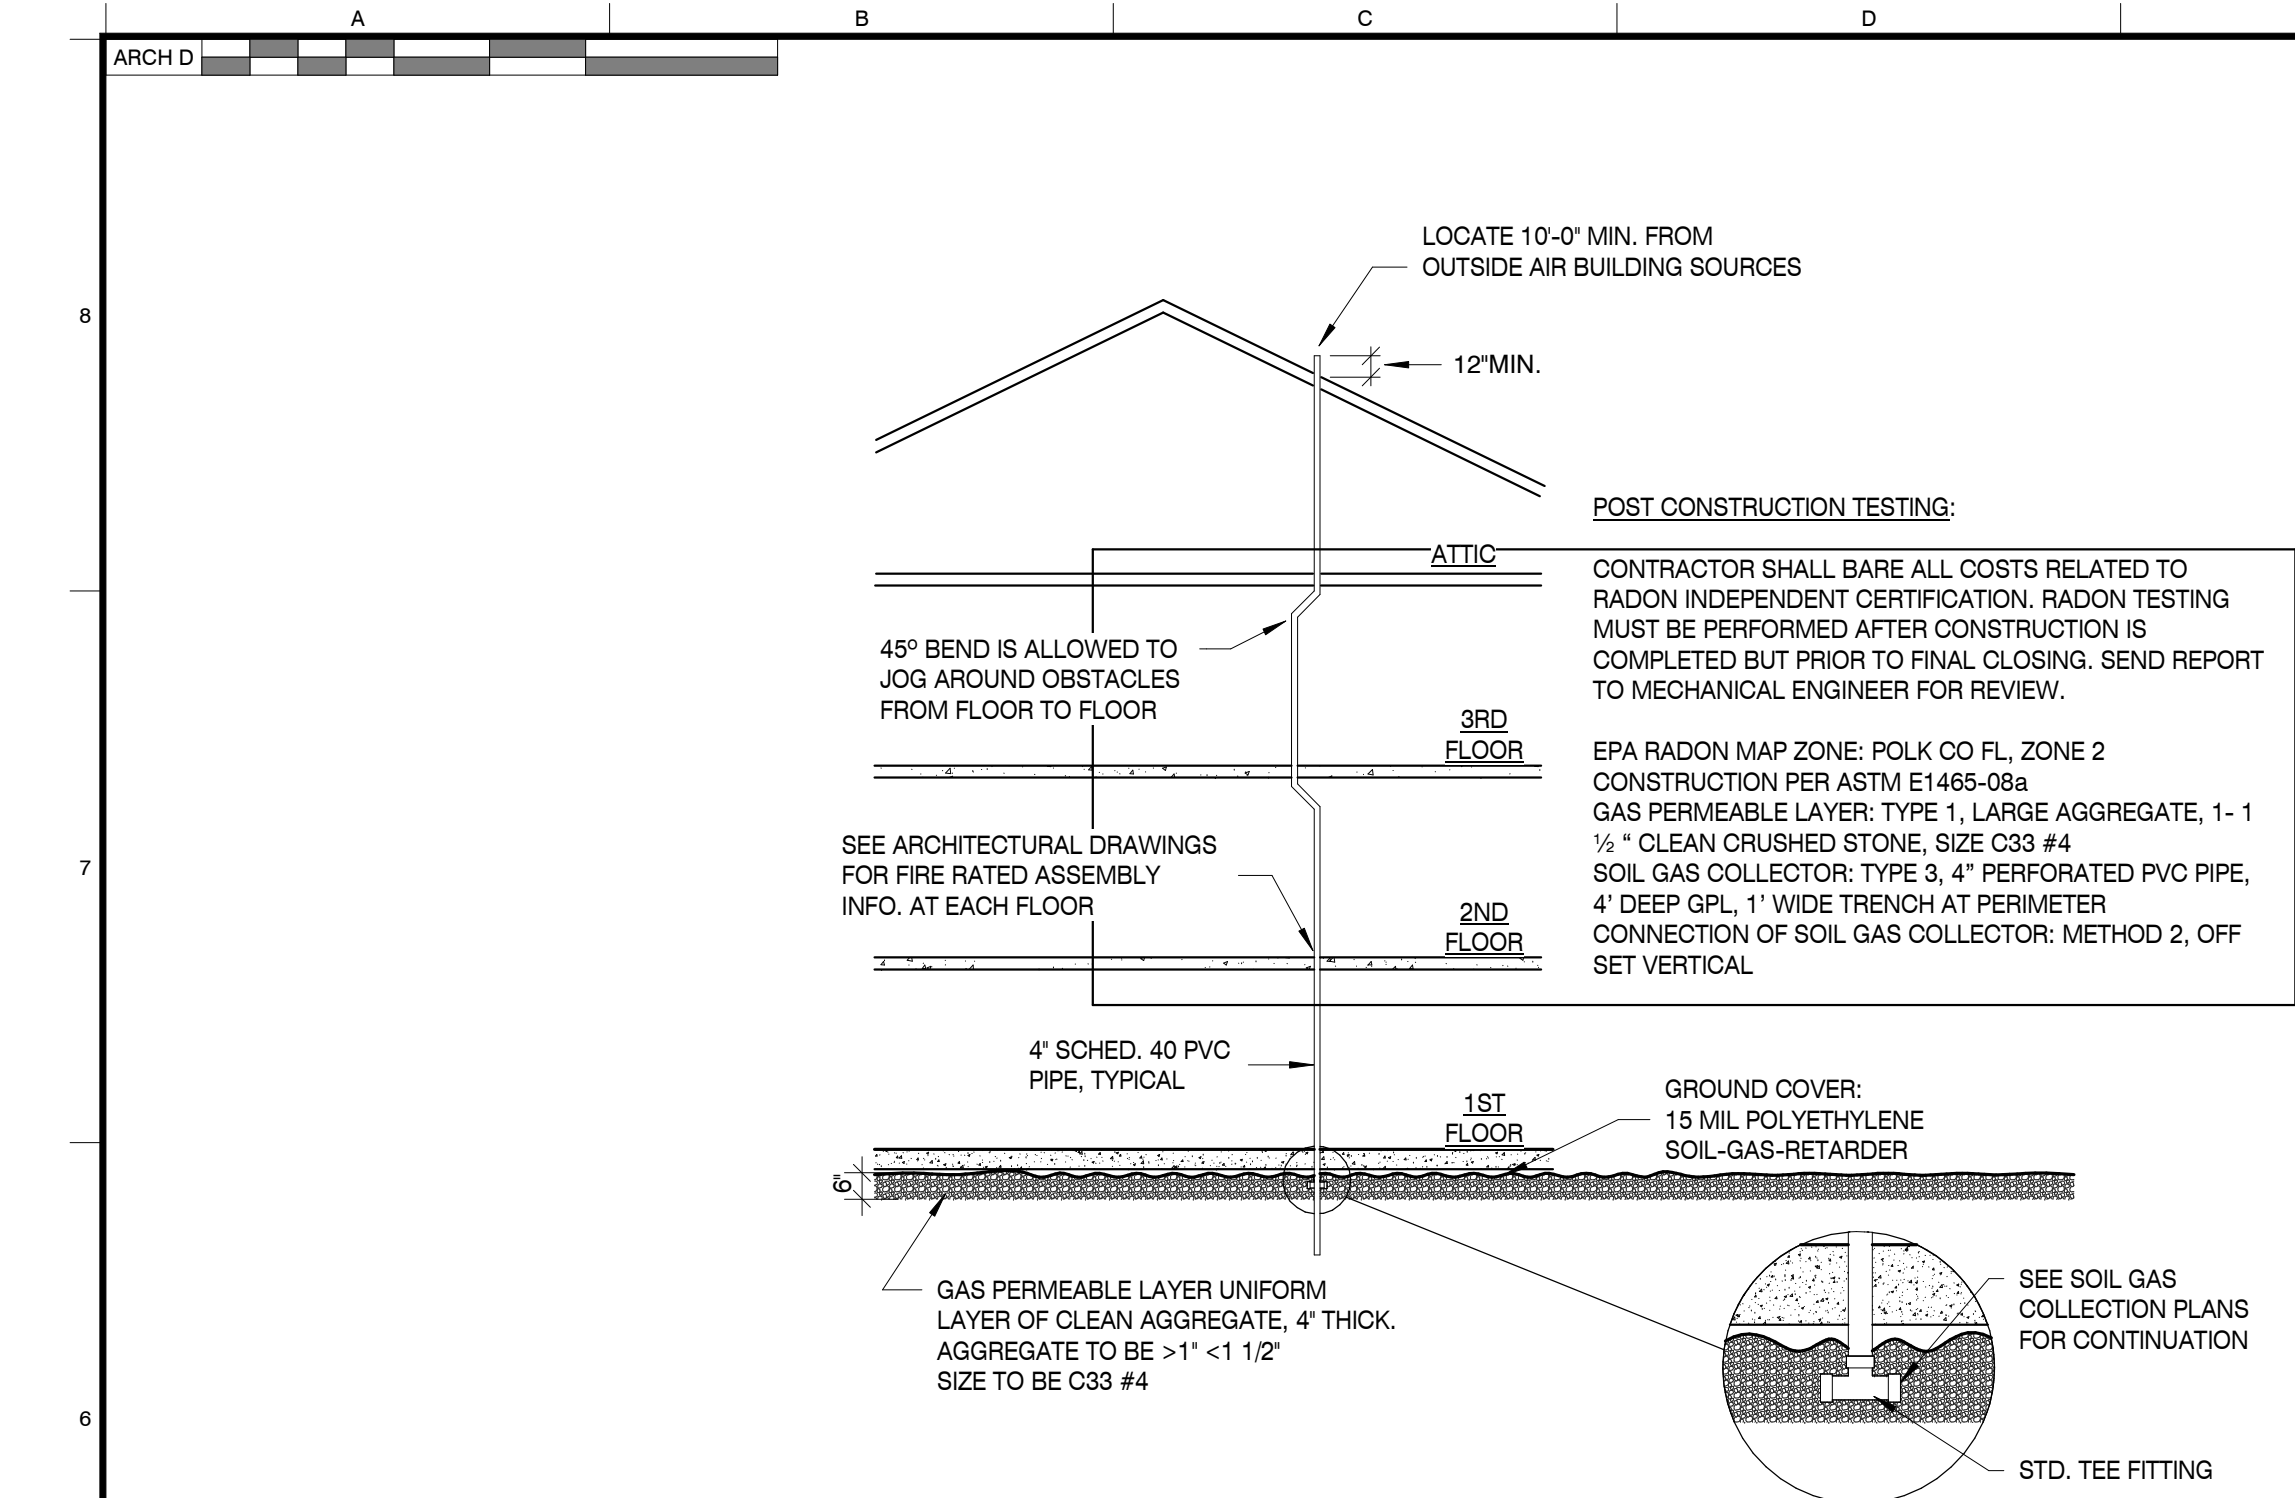 A
B
C
D
ARCH D
8
7
6
LOCATE 10'-0" MIN. FROM
OUTSIDE AIR BUILDING SOURCES
12"MIN.
POST CONSTRUCTION TESTING:
ATTIC
CONTRACTOR SHALL BARE ALL COSTS RELATED TO
RADON INDEPENDENT CERTIFICATION. RADON TESTING
MUST BE PERFORMED AFTER CONSTRUCTION IS
COMPLETED BUT PRIOR TO FINAL CLOSING. SEND REPORT
TO MECHANICAL ENGINEER FOR REVIEW.
EPA RADON MAP ZONE: POLK CO FL, ZONE 2
CONSTRUCTION PER ASTM E1465-08a
GAS PERMEABLE LAYER: TYPE 1, LARGE AGGREGATE, 1- 1
½ “ CLEAN CRUSHED STONE, SIZE C33 #4
SOIL GAS COLLECTOR: TYPE 3, 4” PERFORATED PVC PIPE,
4’ DEEP GPL, 1’ WIDE TRENCH AT PERIMETER
CONNECTION OF SOIL GAS COLLECTOR: METHOD 2, OFF
SET VERTICAL
45º BEND IS ALLOWED TO
JOG AROUND OBSTACLES
FROM FLOOR TO FLOOR
3RD
FLOOR
SEE ARCHITECTURAL DRAWINGS
FOR FIRE RATED ASSEMBLY
INFO. AT EACH FLOOR
2ND
FLOOR
4" SCHED. 40 PVC
PIPE, TYPICAL
1ST
FLOOR
GROUND COVER:
15 MIL POLYETHYLENE
SOIL-GAS-RETARDER
6"
GAS PERMEABLE LAYER UNIFORM
LAYER OF CLEAN AGGREGATE, 4" THICK.
AGGREGATE TO BE >1" <1 1/2"
SIZE TO BE C33 #4
SEE SOIL GAS
COLLECTION PLANS
FOR CONTINUATION
STD. TEE FITTING